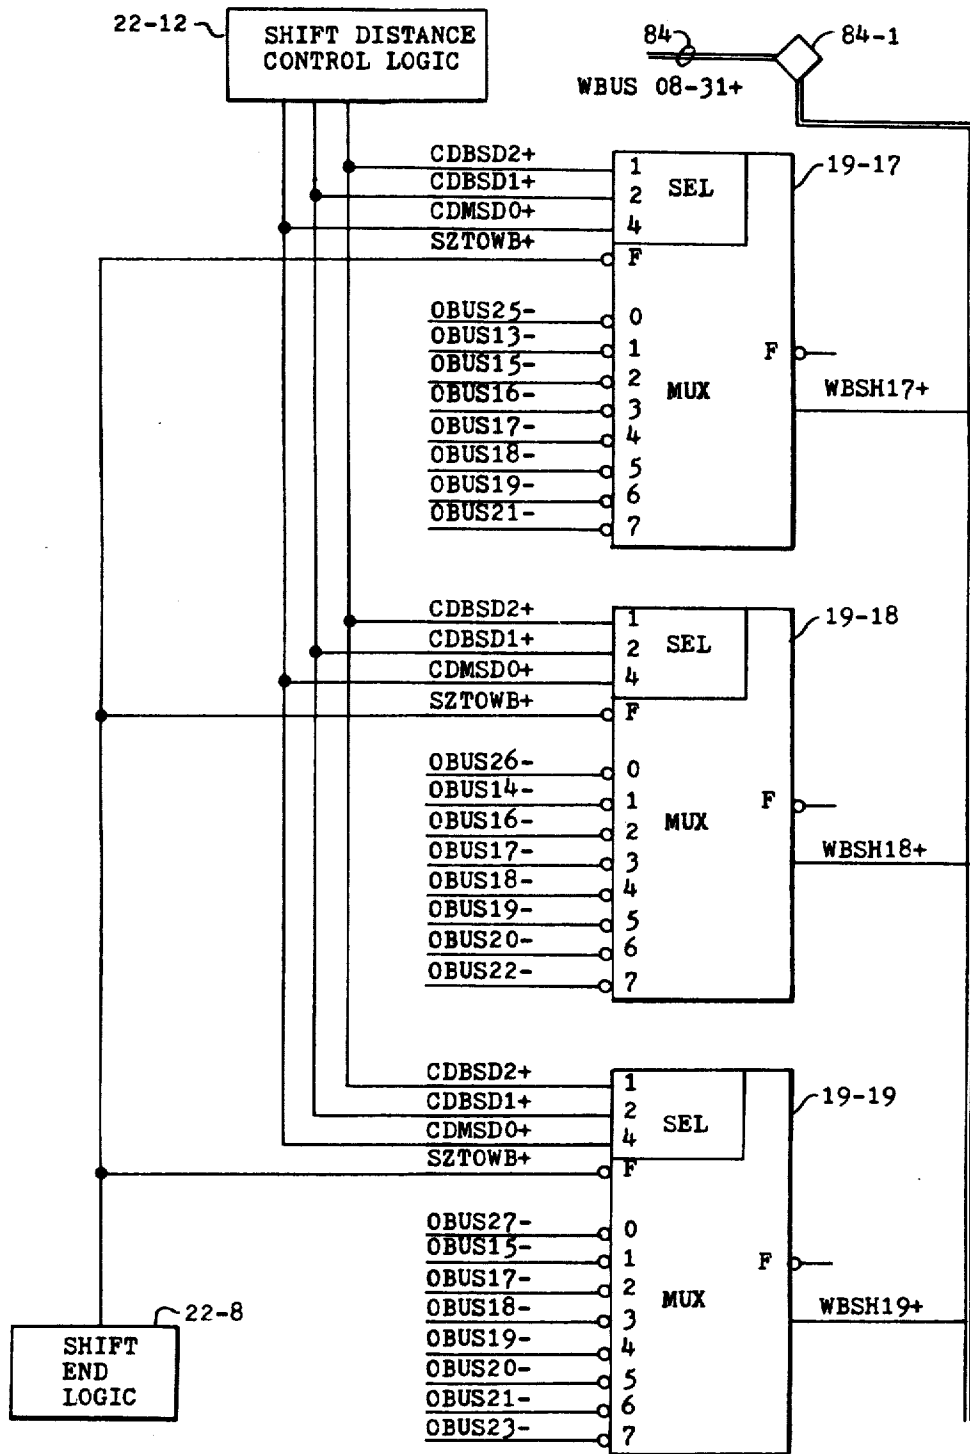 22-12
SHIFT DISTANCE
CONTROL LOGIC
84
84-1
WBUS 08-31+
CDBSD2+
CDBSD1+
CDMSD0+
SZTOWB+
1
2
4
F
SEL
19-17
OBUS25-
OBUS13-
OBUS15-
OBUS16-
OBUS17-
OBUS18-
OBUS19-
OBUS21-
0
1
2
3
4
5
6
7
MUX
F
WBSH17+
CDBSD2+
CDBSD1+
CDMSD0+
SZTOWB+
1
2
4
F
SEL
19-18
OBUS26-
OBUS14-
OBUS16-
OBUS17-
OBUS18-
OBUS19-
OBUS20-
OBUS22-
0
1
2
3
4
5
6
7
MUX
F
WBSH18+
CDBSD2+
CDBSD1+
CDMSD0+
SZTOWB+
1
2
4
F
SEL
19-19
OBUS27-
OBUS15-
OBUS17-
OBUS18-
OBUS19-
OBUS20-
OBUS21-
OBUS23-
0
1
2
3
4
5
6
7
MUX
F
WBSH19+
22-8
SHIFT
END
LOGIC